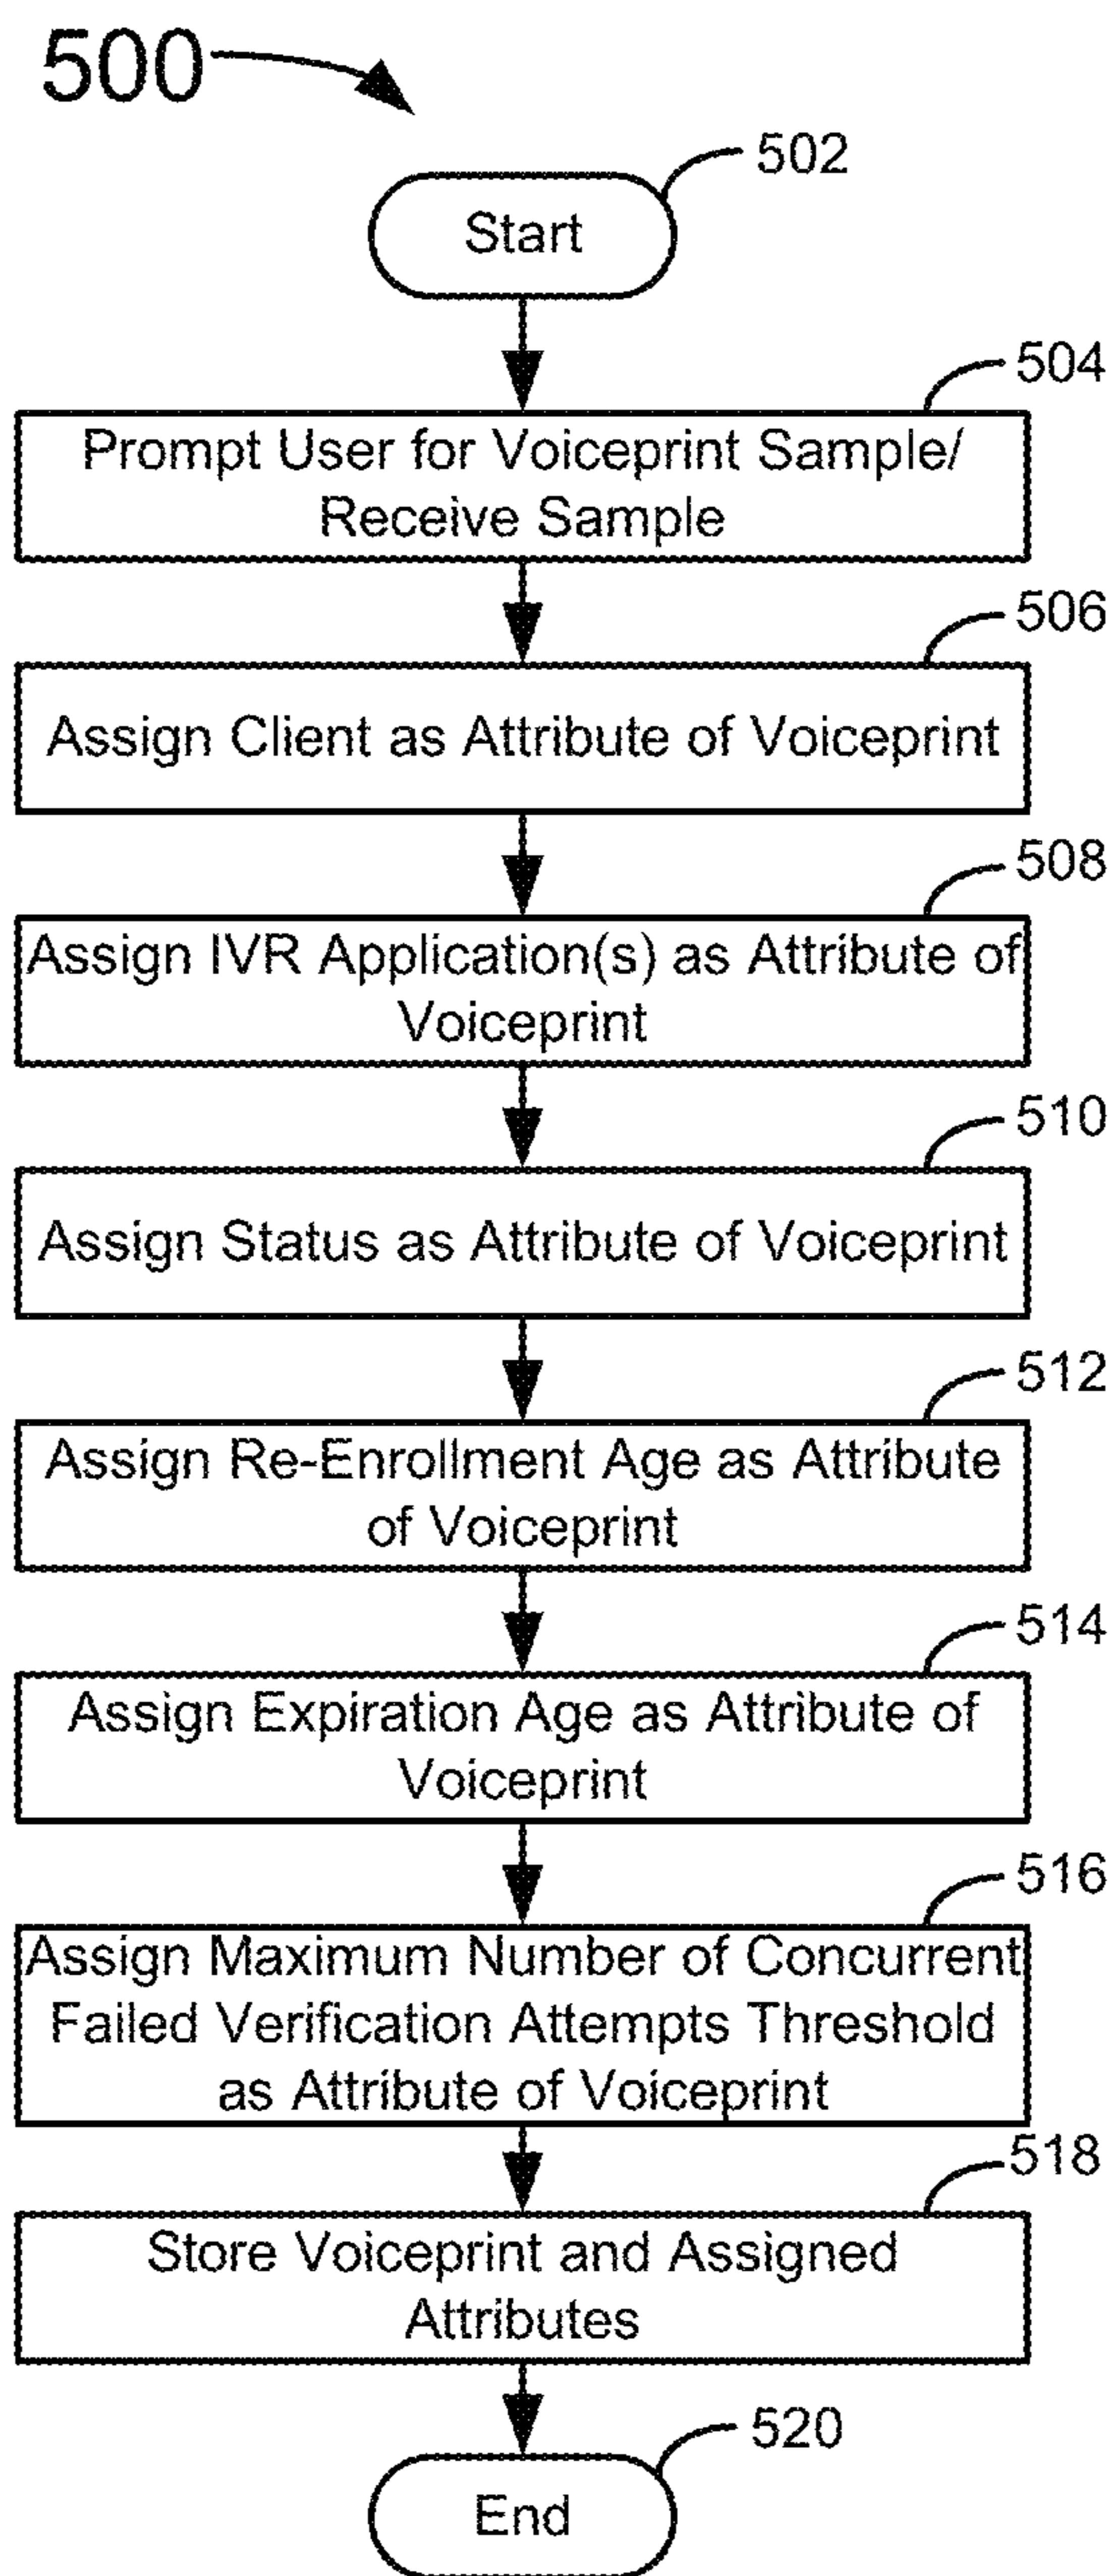 500
502
Start
504
Prompt User for Voiceprint Sample/
Receive Sample
506
Assign Client as Attribute of Voiceprint
508
Assign IVR Application(s) as Attribute of
Voiceprint
510
Assign Status as Attribute of Voiceprint
512
Assign Re-Enrollment Age as Attribute
of Voiceprint
514
Assign Expiration Age as Attribute of
Voiceprint
516
Assign Maximum Number of Concurrent
Failed Verification Attempts Threshold
as Attribute of Voiceprint
518
Store Voiceprint and Assigned
Attributes
520
End